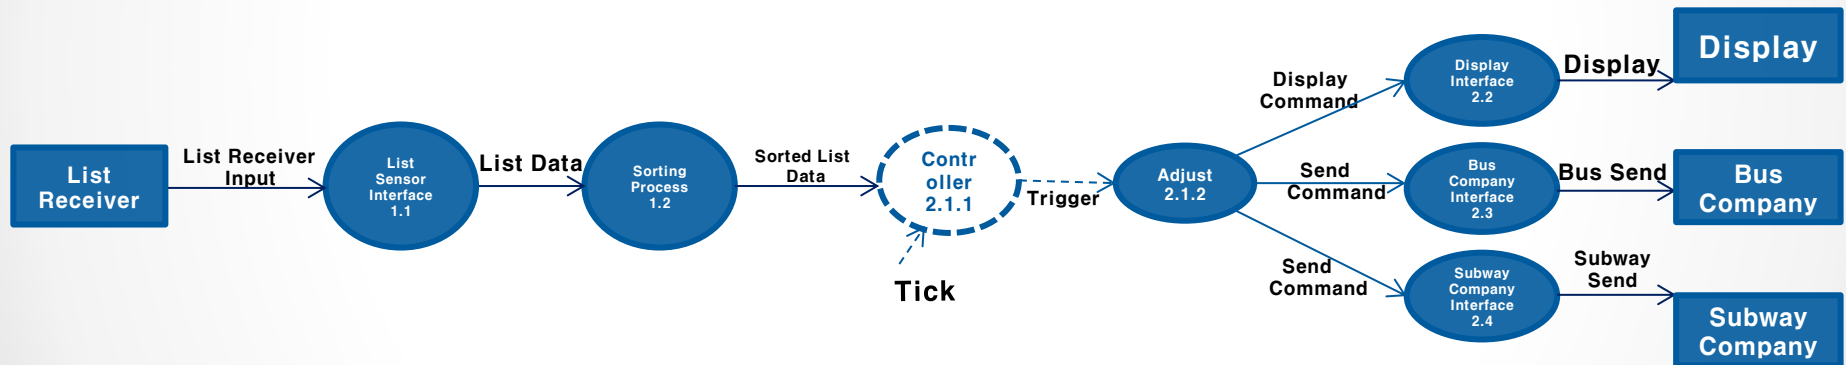 List
Receiver
List Receiver
Input
List
Sensor
Interface
1.1
List Data
Sorting
Process
1.2
Sorted List
Data
Contr
oller
2.1.1
Tick
Trigger
Adjust
2.1.2
Display
Command
Display
Interface
2.2
Display
Display
Send
Command
Bus
Company
Interface
2.3
Bus Send
Bus
Company
Send
Command
Subway
Company
Interface
2.4
Subway
Send
Subway
Company